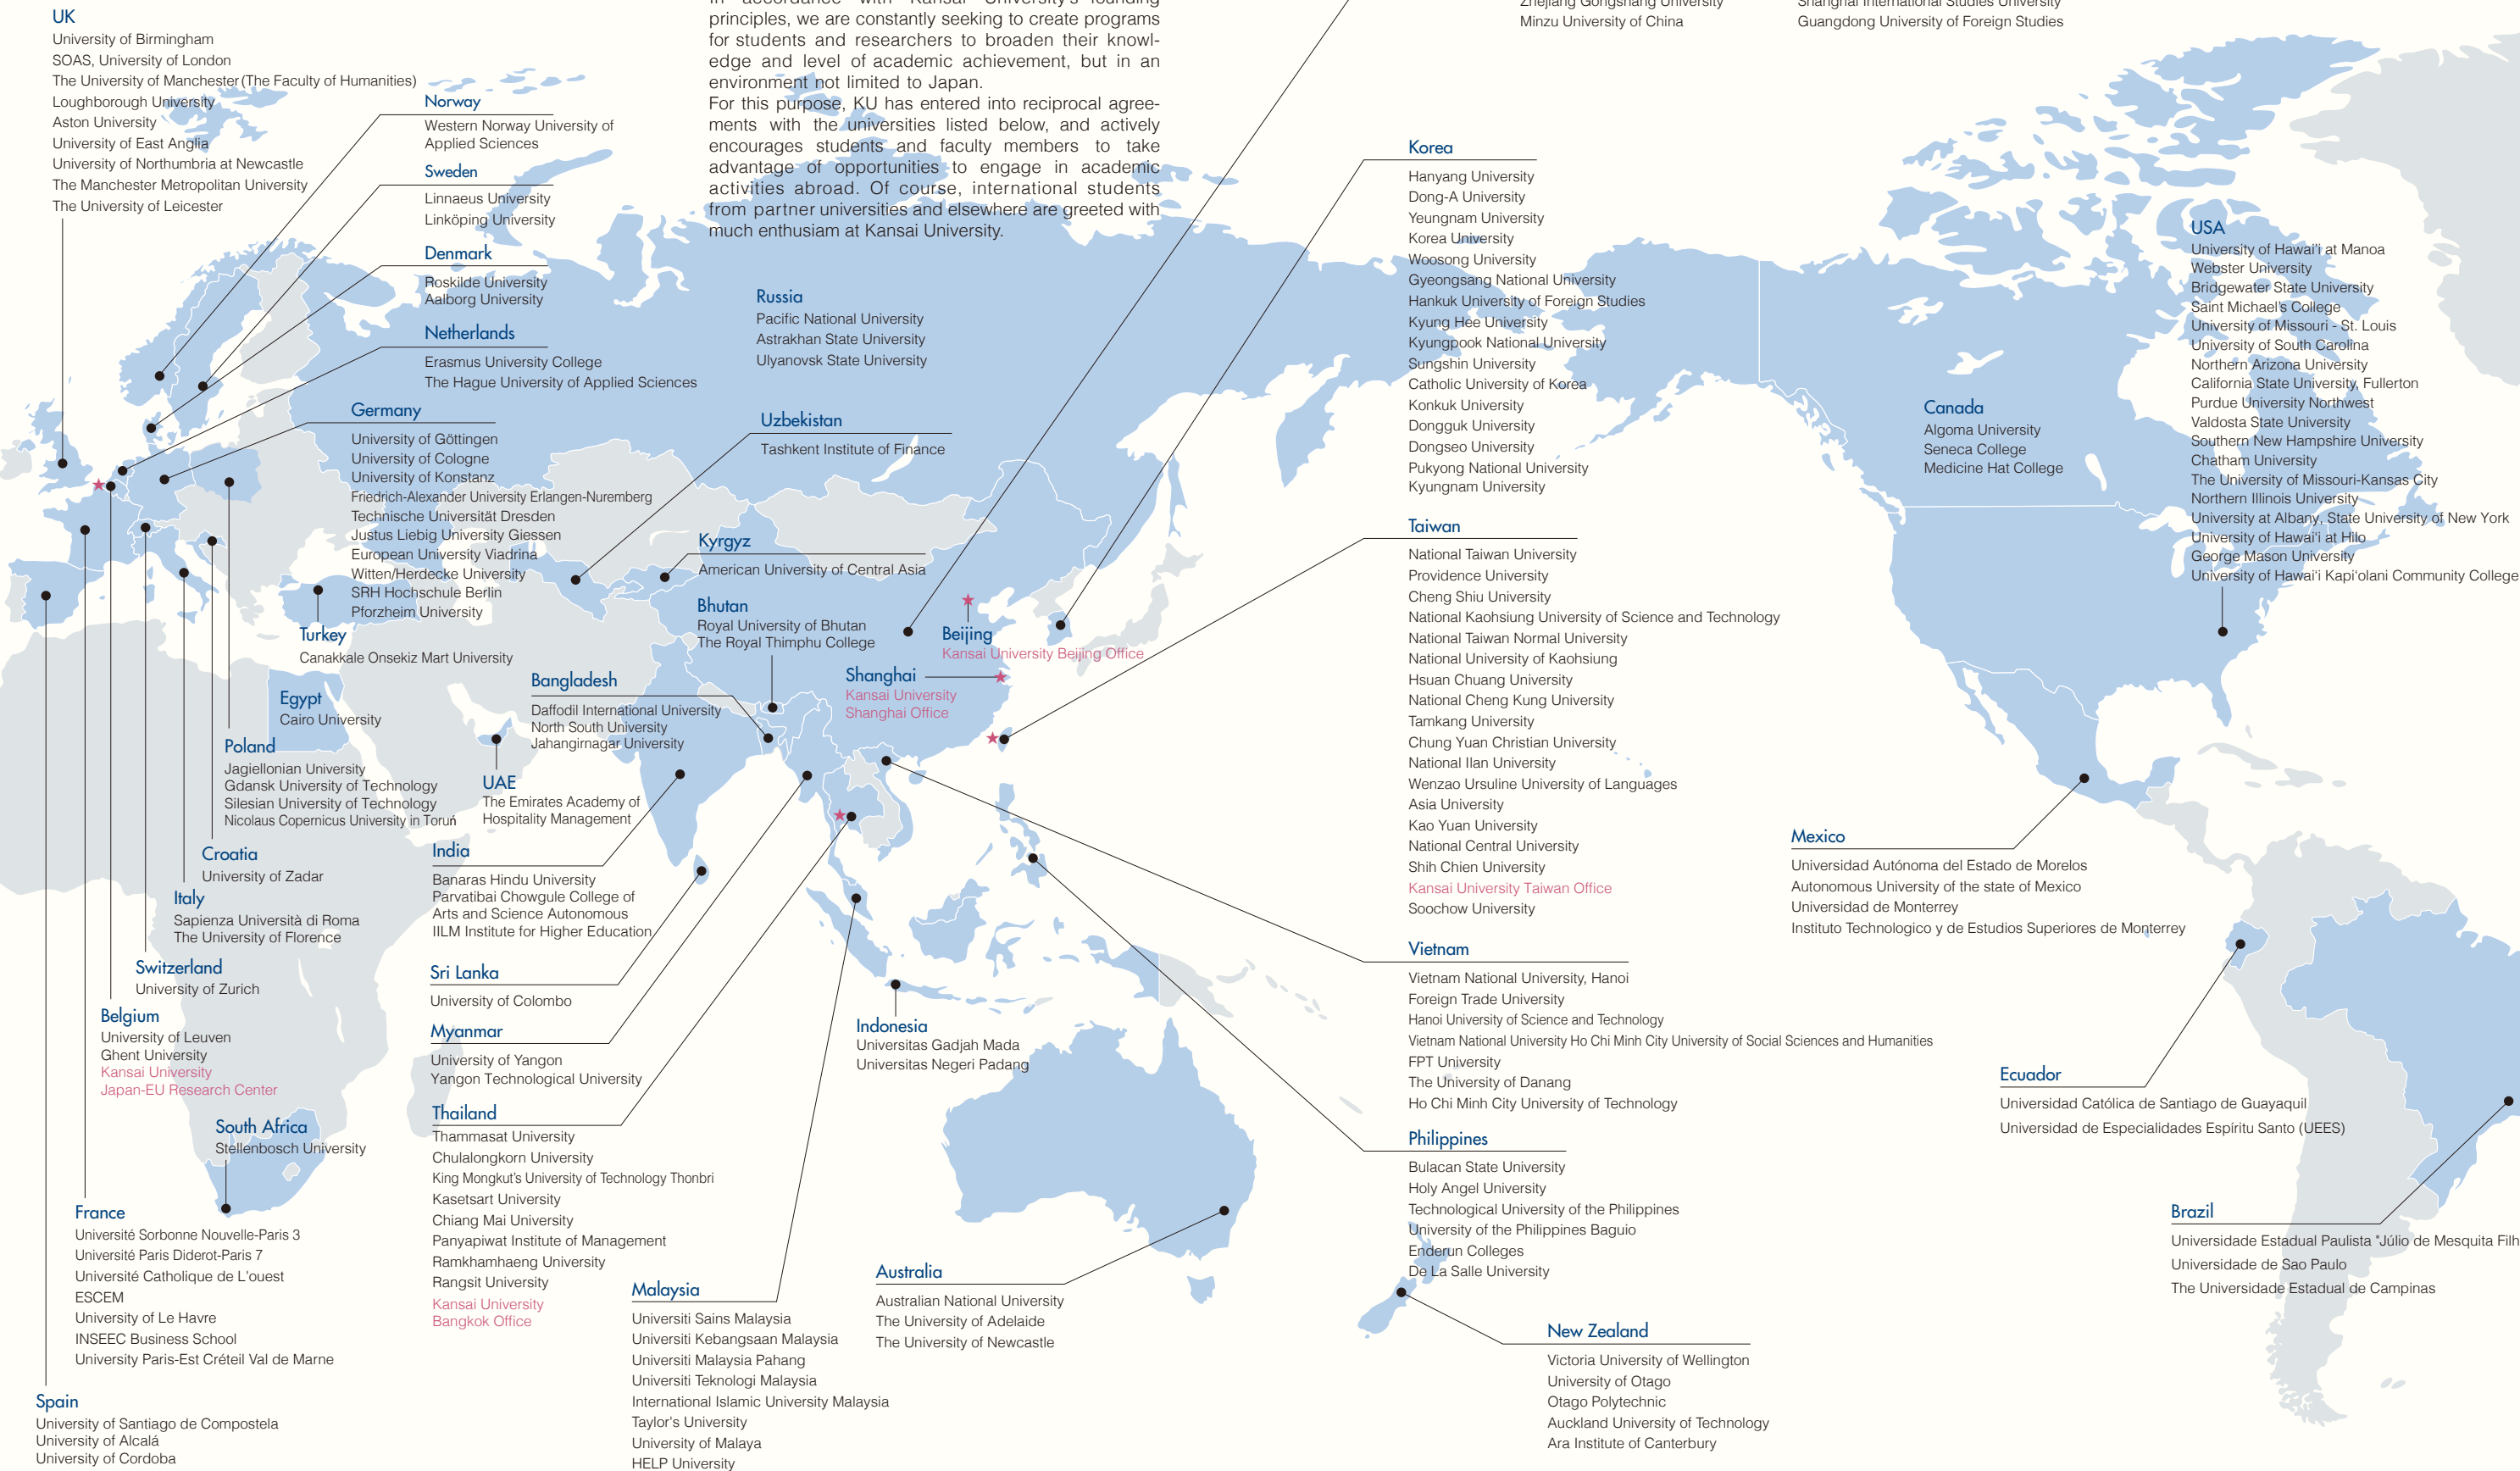 UK
University of Birmingham
SOAS, University of London
The University of Manchester (The Faculty of Humanities)
Loughborough University
Aston University
University of East Anglia
University of Northumbria at Newcastle
The Manchester Metropolitan University
The University of Leicester
In accordance with Kansai University's founding
principles, we are constantly seeking to create programs
for students and researchers to broaden their knowl-
edge and level of academic achievement, but in an
environment not limited to Japan.
For this purpose, KU has entered into reciprocal agree-
ments with the universities listed below, and actively
encourages students and faculty members to take
advantage of opportunities to engage in academic
activities abroad. Of course, international students
from partner universities and elsewhere are greeted with
much enthusiam at Kansai University.
Zhejiang Gongshang University
Minzu University of China
Shanghai International Studies University
Guangdong University of Foreign Studies
Norway
Western Norway University of
Applied Sciences
Sweden
Linnaeus University
Linköping University
Denmark
Roskilde University
Aalborg University
Netherlands
Erasmus University College
The Hague University of Applied Sciences
Germany
University of Göttingen
University of Cologne
University of Konstanz
Friedrich-Alexander University Erlangen-Nuremberg
Technische Universität Dresden
Justus Liebig University Giessen
European University Viadrina
Witten/Herdecke University
SRH Hochschule Berlin
Pforzheim University
Russia
Pacific National University
Astrakhan State University
Ulyanovsk State University
Uzbekistan
Tashkent Institute of Finance
Kyrgyz
American University of Central Asia
Bhutan
Royal University of Bhutan
The Royal Thimphu College
Beijing
Kansai University Beijing Office
Shanghai
Kansai University
Shanghai Office
Turkey
Canakkale Onsekiz Mart University
Bangladesh
Daffodil International University
North South University
Jahangirnagar University
Egypt
Cairo University
Poland
Jagiellonian University
Gdansk University of Technology
Silesian University of Technology
Nicolaus Copernicus University in Toruń
UAE
The Emirates Academy of
Hospitality Management
Croatia
University of Zadar
Italy
Sapienza Università di Roma
The University of Florence
Switzerland
University of Zurich
Belgium
University of Leuven
Ghent University
Kansai University
Japan-EU Research Center
South Africa
Stellenbosch University
France
Université Sorbonne Nouvelle-Paris 3
Université Paris Diderot-Paris 7
Université Catholique de L'ouest
ESCEM
University of Le Havre
INSEEC Business School
University Paris-Est Créteil Val de Marne
Spain
University of Santiago de Compostela
University of Alcalá
University of Cordoba
India
Banaras Hindu University
Parvatibai Chowgule College of
Arts and Science Autonomous
IILM Institute for Higher Education
Sri Lanka
University of Colombo
Myanmar
University of Yangon
Yangon Technological University
Thailand
Thammasat University
Chulalongkorn University
King Mongkut's University of Technology Thonbri
Kasetsart University
Chiang Mai University
Panyapiwat Institute of Management
Ramkhamhaeng University
Rangsit University
Kansai University
Bangkok Office
Malaysia
Universiti Sains Malaysia
Universiti Kebangsaan Malaysia
Universiti Malaysia Pahang
Universiti Teknologi Malaysia
International Islamic University Malaysia
Taylor's University
University of Malaya
HELP University
Indonesia
Universitas Gadjah Mada
Universitas Negeri Padang
Australia
Australian National University
The University of Adelaide
The University of Newcastle
Korea
Hanyang University
Dong-A University
Yeungnam University
Korea University
Woosong University
Gyeongsang National University
Hankuk University of Foreign Studies
Kyung Hee University
Kyungpook National University
Sungshin University
Catholic University of Korea
Konkuk University
Dongguk University
Dongseo University
Pukyong National University
Kyungnam University
Taiwan
National Taiwan University
Providence University
Cheng Shiu University
National Kaohsiung University of Science and Technology
National Taiwan Normal University
National University of Kaohsiung
Hsuan Chuang University
National Cheng Kung University
Tamkang University
Chung Yuan Christian University
National Ilan University
Wenzao Ursuline University of Languages
Asia University
Kao Yuan University
National Central University
Shih Chien University
Kansai University Taiwan Office
Soochow University
Vietnam
Vietnam National University, Hanoi
Foreign Trade University
Hanoi University of Science and Technology
Vietnam National University Ho Chi Minh City University of Social Sciences and Humanities
FPT University
The University of Danang
Ho Chi Minh City University of Technology
Philippines
Bulacan State University
Holy Angel University
Technological University of the Philippines
University of the Philippines Baguio
Enderun Colleges
De La Salle University
New Zealand
Victoria University of Wellington
University of Otago
Otago Polytechnic
Auckland University of Technology
Ara Institute of Canterbury
Canada
Algoma University
Seneca College
Medicine Hat College
USA
University of Hawai'i at Manoa
Webster University
Bridgewater State University
Saint Michael's College
University of Missouri - St. Louis
University of South Carolina
Northern Arizona University
California State University, Fullerton
Purdue University Northwest
Valdosta State University
Southern New Hampshire University
Chatham University
The University of Missouri-Kansas City
Northern Illinois University
University at Albany, State University of New York
University of Hawai'i at Hilo
George Mason University
University of Hawai'i Kapi'olani Community College
Mexico
Universidad Autónoma del Estado de Morelos
Autonomous University of the state of Mexico
Universidad de Monterrey
Instituto Technologico y de Estudios Superiores de Monterrey
Ecuador
Universidad Católica de Santiago de Guayaquil
Universidad de Especialidades Espíritu Santo (UEES)
Brazil
Universidade Estadual Paulista "Júlio de Mesquita Filh
Universidade de Sao Paulo
The Universidade Estadual de Campinas